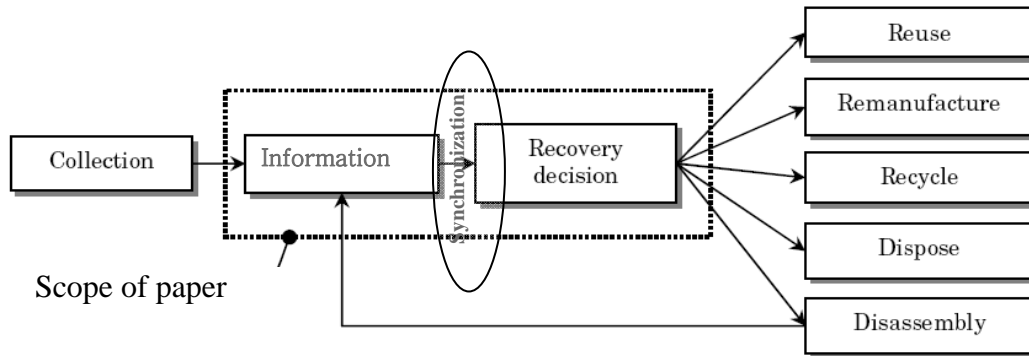 Reuse
Remanufacture
Collection
Information
Synchronization
Recovery
decision
Recycle
Dispose
Scope of paper
Disassembly